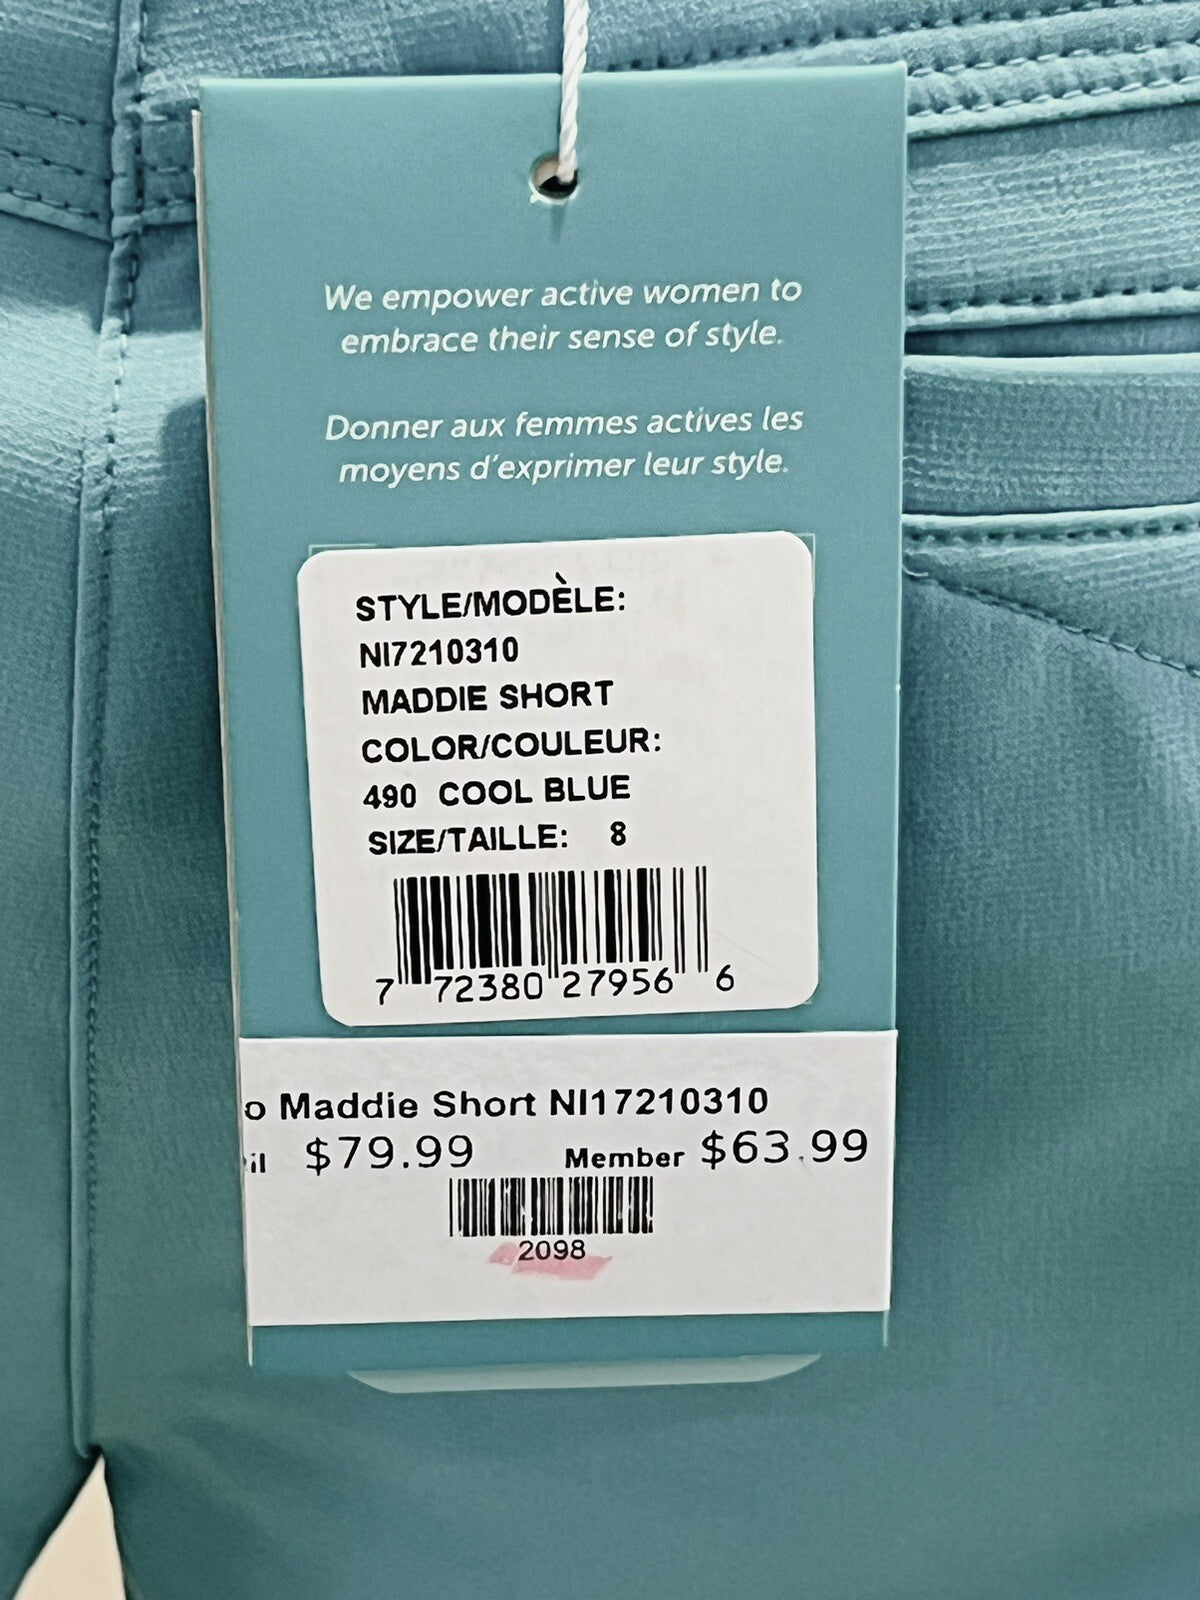 We empower active women to
embrace their sense of style.
Donner aux femmes actives les
moyens d'exprimer leur style.
STYLE/MODÈLE:
NI7210310
MADDIE SHORT
COLOR/COULEUR:
490 COOL BLUE
SIZE/TAILLE: 8
7 72380 27956 6
o Maddie Short NI17210310
il $79.99 Member $63.99
2098